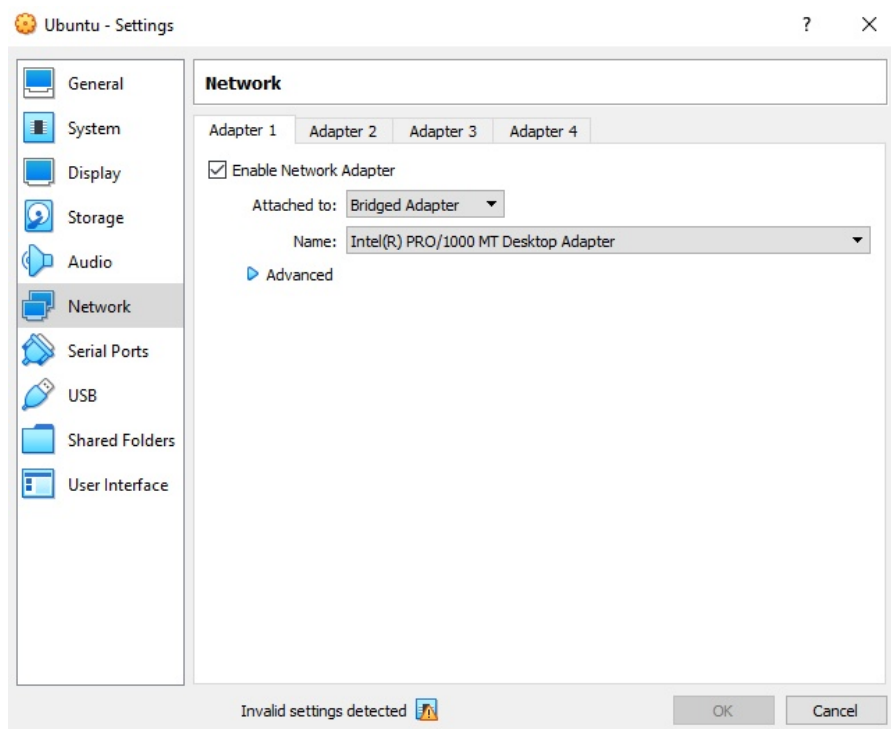 Ubuntu - Settings
?
General
System
Display
Storage
Audio
Network
Serial Ports
USB
Shared Folders
User Interface
Network
Adapter 1 Adapter 2 Adapter 3 Adapter 4
Enable Network Adapter
Attached to: Bridged Adapter
Name: Intel(R) PRO/1000 MT Desktop Adapter
Advanced
Invalid settings detected
OK Cancel